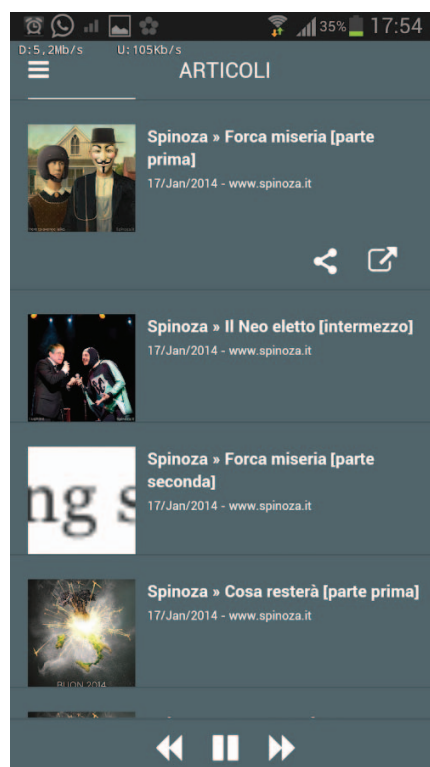 35% 17:54
D:5,2Mb/s U:105Kb/s
ARTICOLI
Spinoza » Forca miseria [parte
prima]
17/Jan/2014 - www.spinoza.it
Spinoza » Il Neo eletto [intermezzo]
17/Jan/2014 - www.spinoza.it
ng s
Spinoza » Forca miseria [parte
seconda]
17/Jan/2014 - www.spinoza.it
Spinoza » Cosa resterà [parte prima]
17/Jan/2014 - www.spinoza.it
BUON 2014